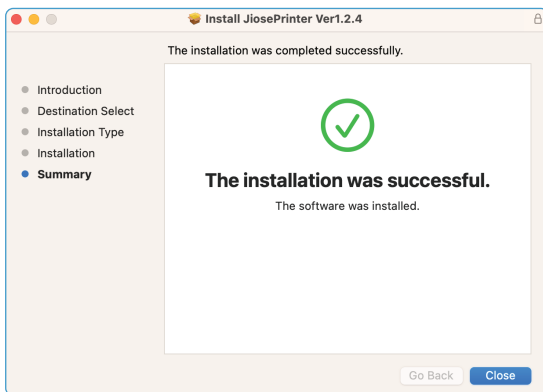 Install JiosePrinter Ver1.2.4
The installation was completed successfully.
Introduction
Destination Select
Installation Type
Installation
Summary
The installation was successful.
The software was installed.
Go Back
Close